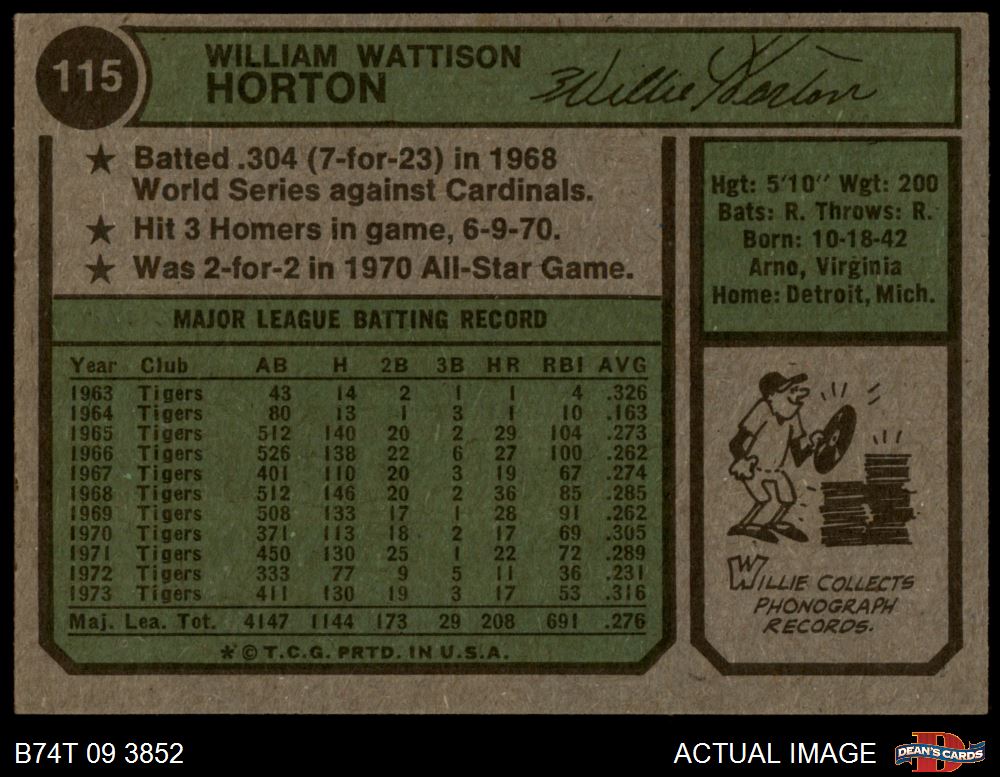 115
WILLIAM WATTISON
HORTON
Willie Horton
★ Batted .304 (7-for-23) in 1968
World Series against Cardinals.
★ Hit 3 Homers in game, 6-9-70.
★ Was 2-for-2 in 1970 All-Star Game.
Hgt: 5'10" Wgt: 200
Bats: R. Throws: R.
Born: 10-18-42
Arno, Virginia
Home: Detroit, Mich.
MAJOR LEAGUE BATTING RECORD
Year Club AB H 2B 3B HR RBI AVG
1963 Tigers 43 14 2 1 1 4 .326
1964 Tigers 80 13 1 3 1 10 .163
1965 Tigers 512 140 20 2 29 104 .273
1966 Tigers 526 138 22 6 27 100 .262
1967 Tigers 401 110 20 3 19 67 .274
1968 Tigers 512 146 20 2 36 85 .285
1969 Tigers 508 133 17 1 28 91 .262
1970 Tigers 371 113 18 2 17 69 .305
1971 Tigers 450 130 25 1 22 72 .289
1972 Tigers 333 77 9 5 11 36 .231
1973 Tigers 411 130 19 3 17 53 .316
Maj. Lea. Tot. 4147 1144 173 29 208 691 .276
* © T.C.G. PRTD. IN U.S.A.
WILLIE COLLECTS
PHONOGRAPH
RECORDS.
B74T 09 3852
ACTUAL IMAGE
DEAN'S CARDS